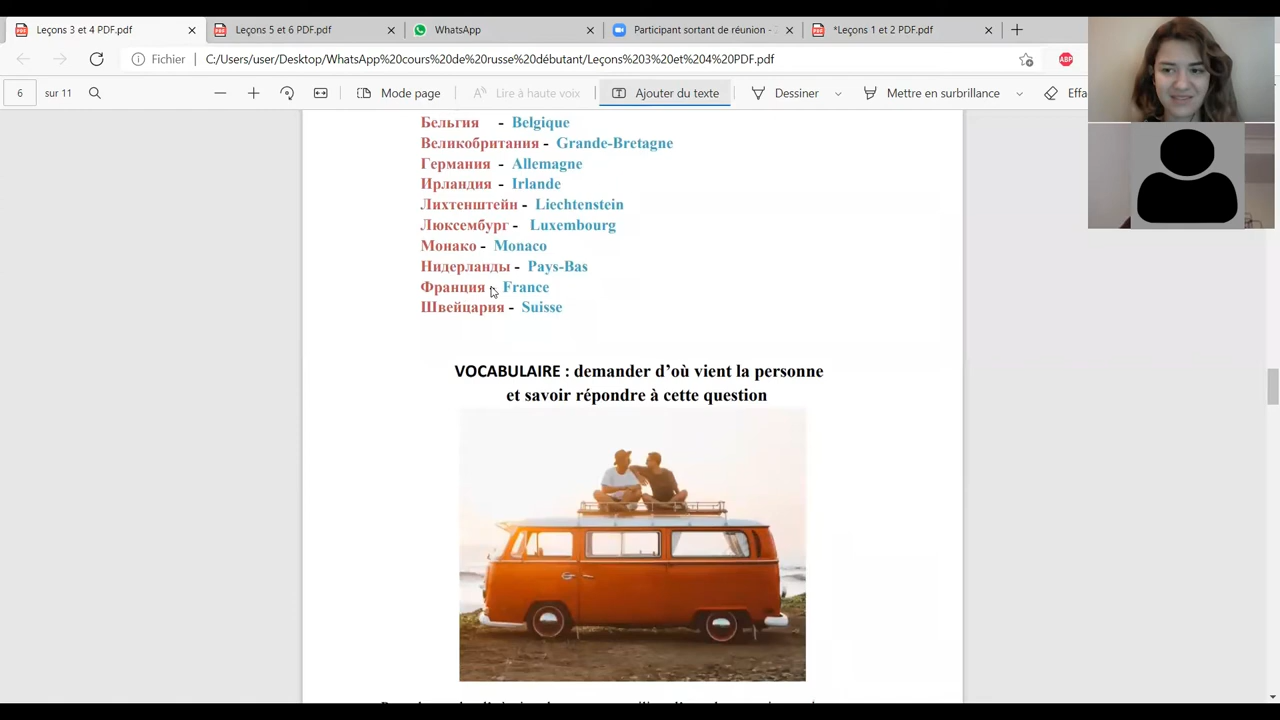 Leçons 3 et 4 PDF.pdf
Leçons 5 et 6 PDF.pdf
WhatsApp
Participant sortant de réunion -
*Leçons 1 et 2 PDF.pdf
Fichier C:/Users/user/Desktop/WhatsApp%20cours%20de%20russe%20débutant/Leçons%203%20et%204%20PDF.pdf
ABP
6 sur 11 Mode page Lire à haute voix Ajouter du texte Dessiner Mettre en surbrillance Effa
Бельгия - Belgique
Великобритания - Grande-Bretagne
Германия - Allemagne
Ирландия - Irlande
Лихтенштейн - Liechtenstein
Люксембург - Luxembourg
Монако - Monaco
Нидерланды - Pays-Bas
Франция - France
Швейцария - Suisse
VOCABULAIRE : demander d’où vient la personne
et savoir répondre à cette question